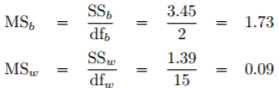 MS_b = SS_b / df_b = 3.45 / 2 = 1.73
MS_w = SS_w / df_w = 1.39 / 15 = 0.09